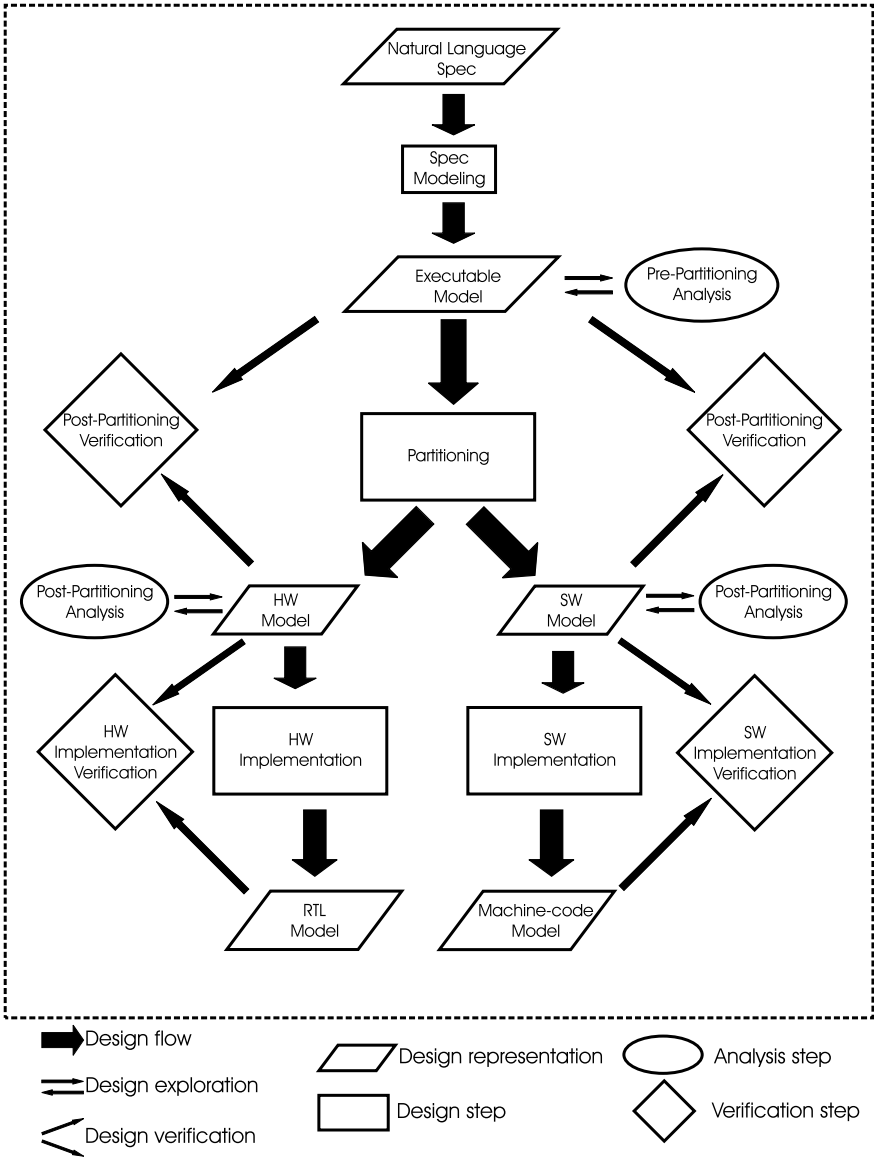 Natural Language
Spec
Spec
Modeling
Executable
Model
Pre-Partitioning
Analysis
Post-Partitioning
Verification
Post-Partitioning
Verification
Partitioning
Post-Partitioning
Analysis
HW
Model
SW
Model
Post-Partitioning
Analysis
HW
Implementation
Verification
HW
Implementation
SW
Implementation
SW
Implementation
Verification
RTL
Model
Machine-code
Model
Design flow
Design exploration
Design verification
Design representation
Design step
Analysis step
Verification step